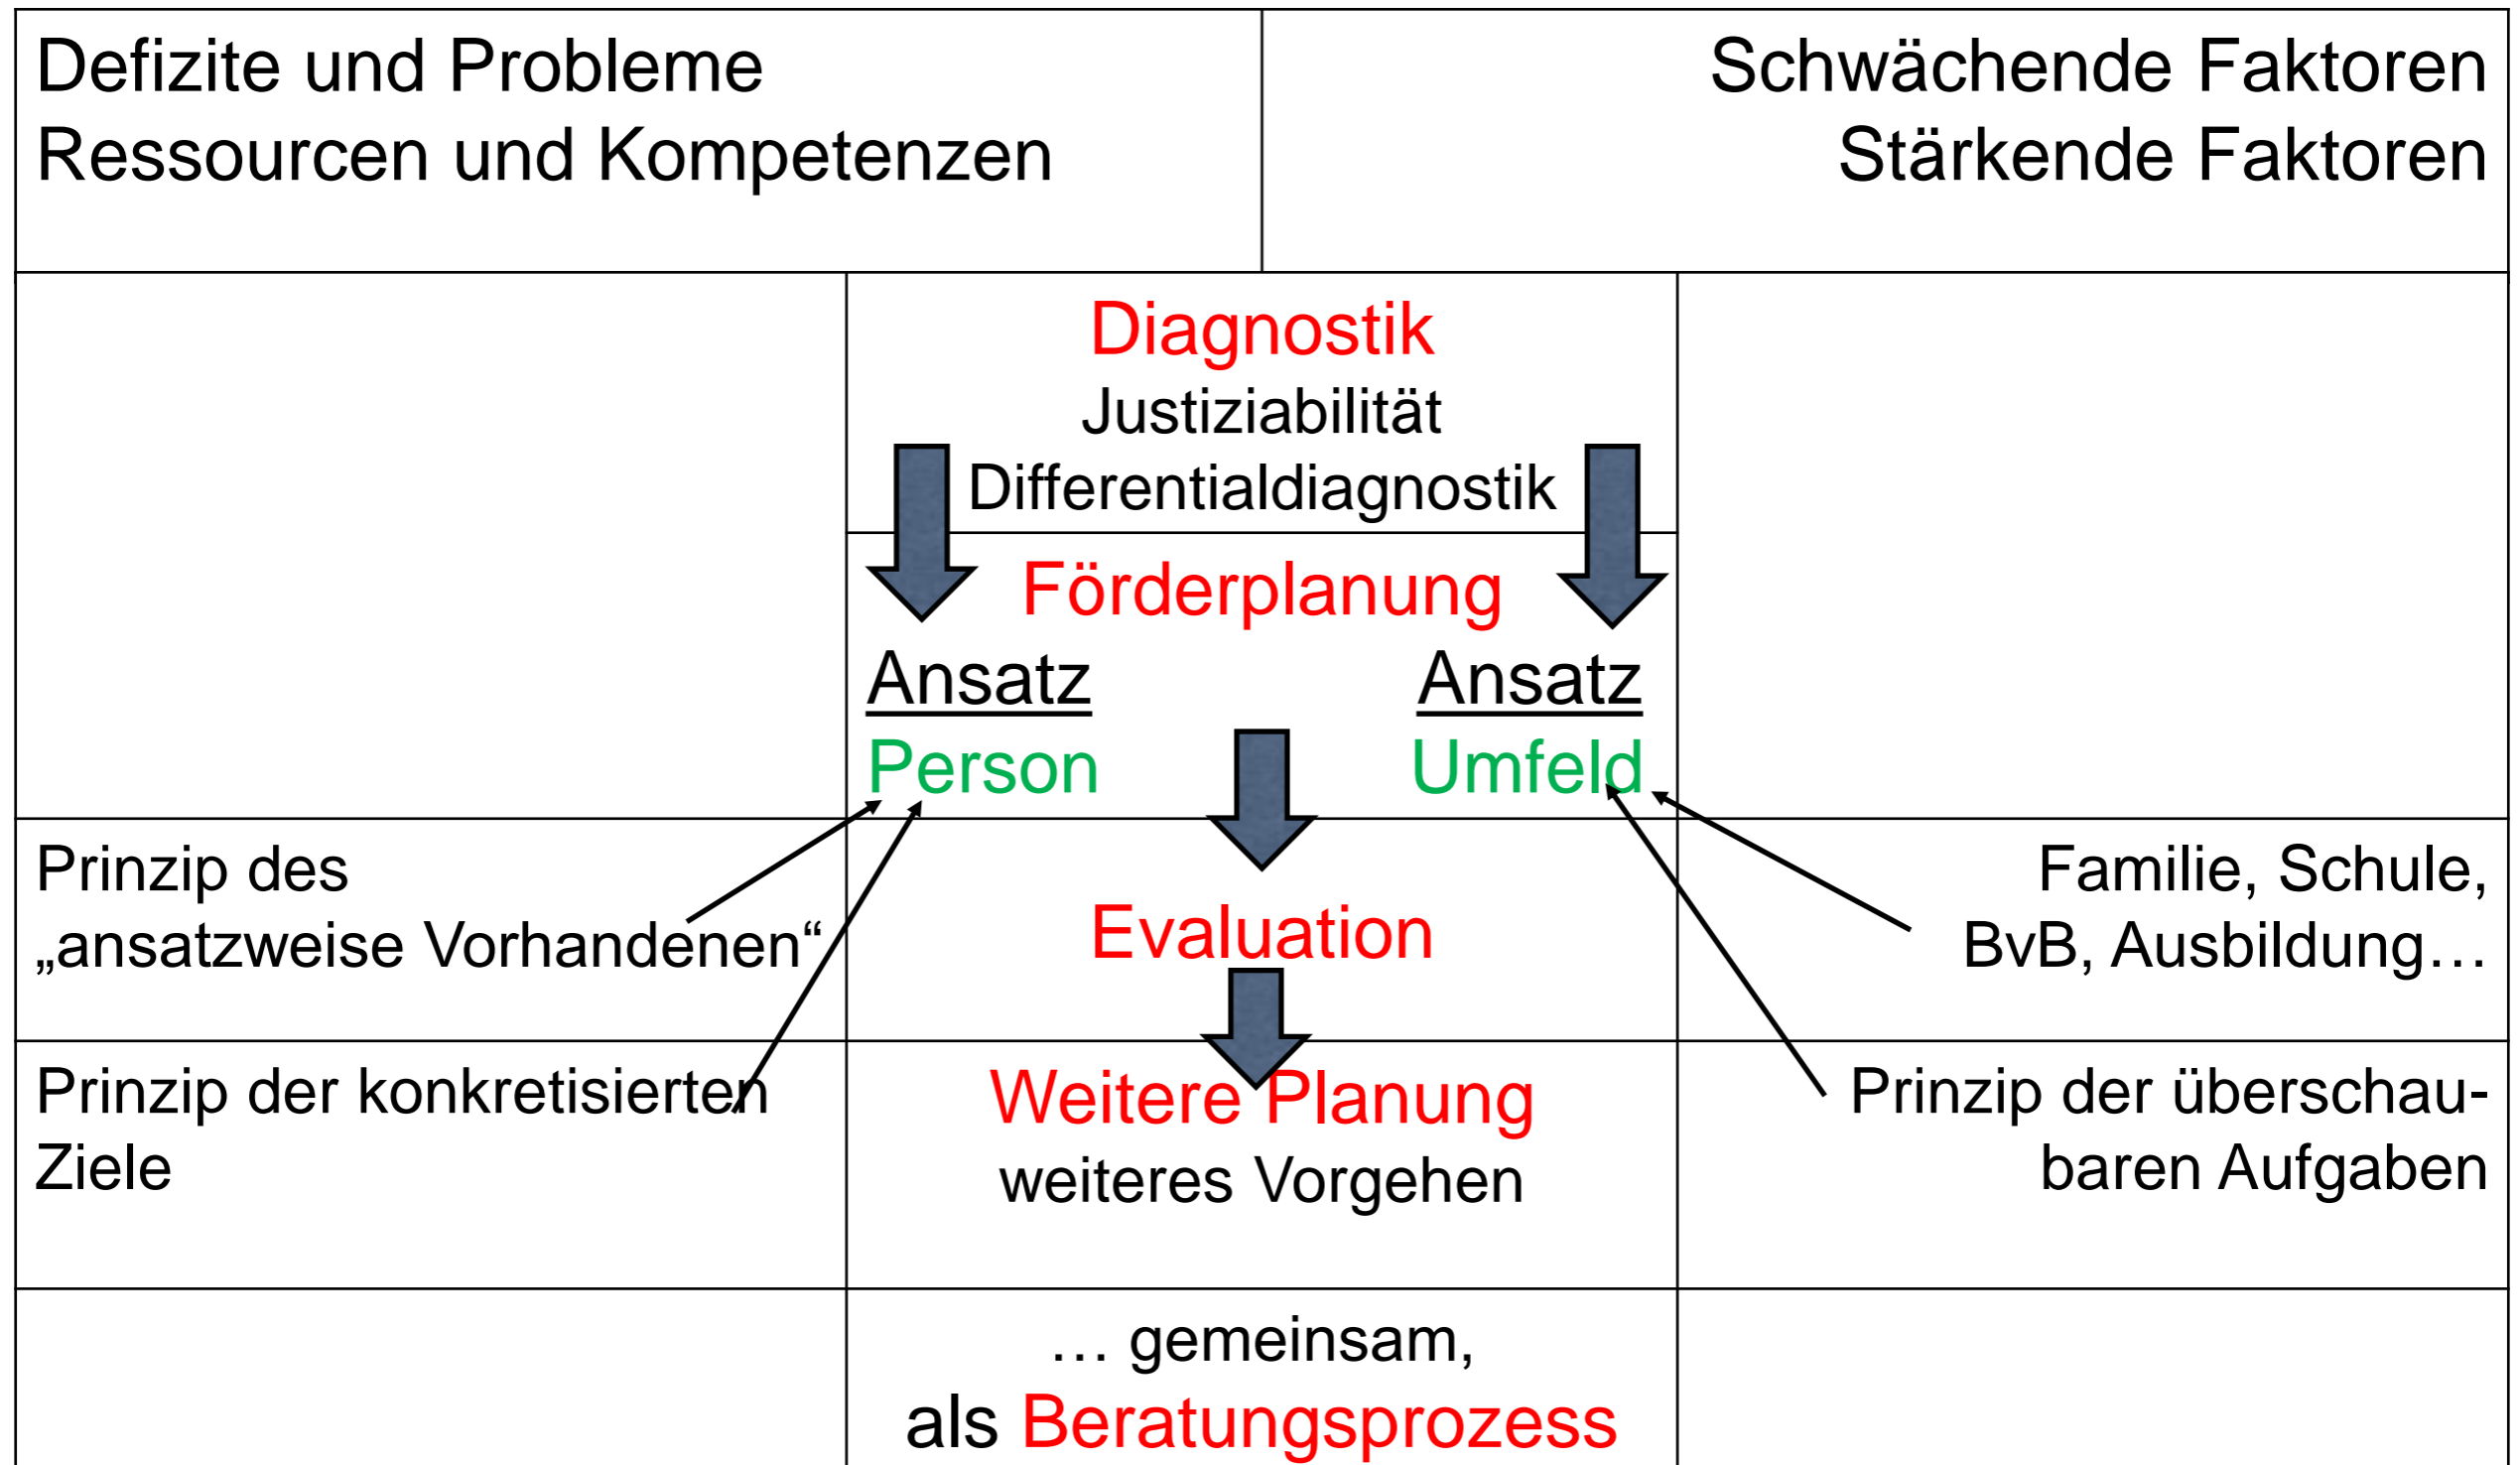 Defizite und Probleme
Ressourcen und Kompetenzen
Schwächende Faktoren
Stärkende Faktoren
Diagnostik
Justiziabilität
Differentialdiagnostik
Förderplanung
Ansatz
Ansatz
Person
Umfeld
Prinzip des
„ansatzweise Vorhandenen“
Evaluation
Familie, Schule,
BvB, Ausbildung…
Prinzip der konkretisierten
Ziele
Weitere Planung
weiteres Vorgehen
Prinzip der überschau-
baren Aufgaben
… gemeinsam,
als Beratungsprozess